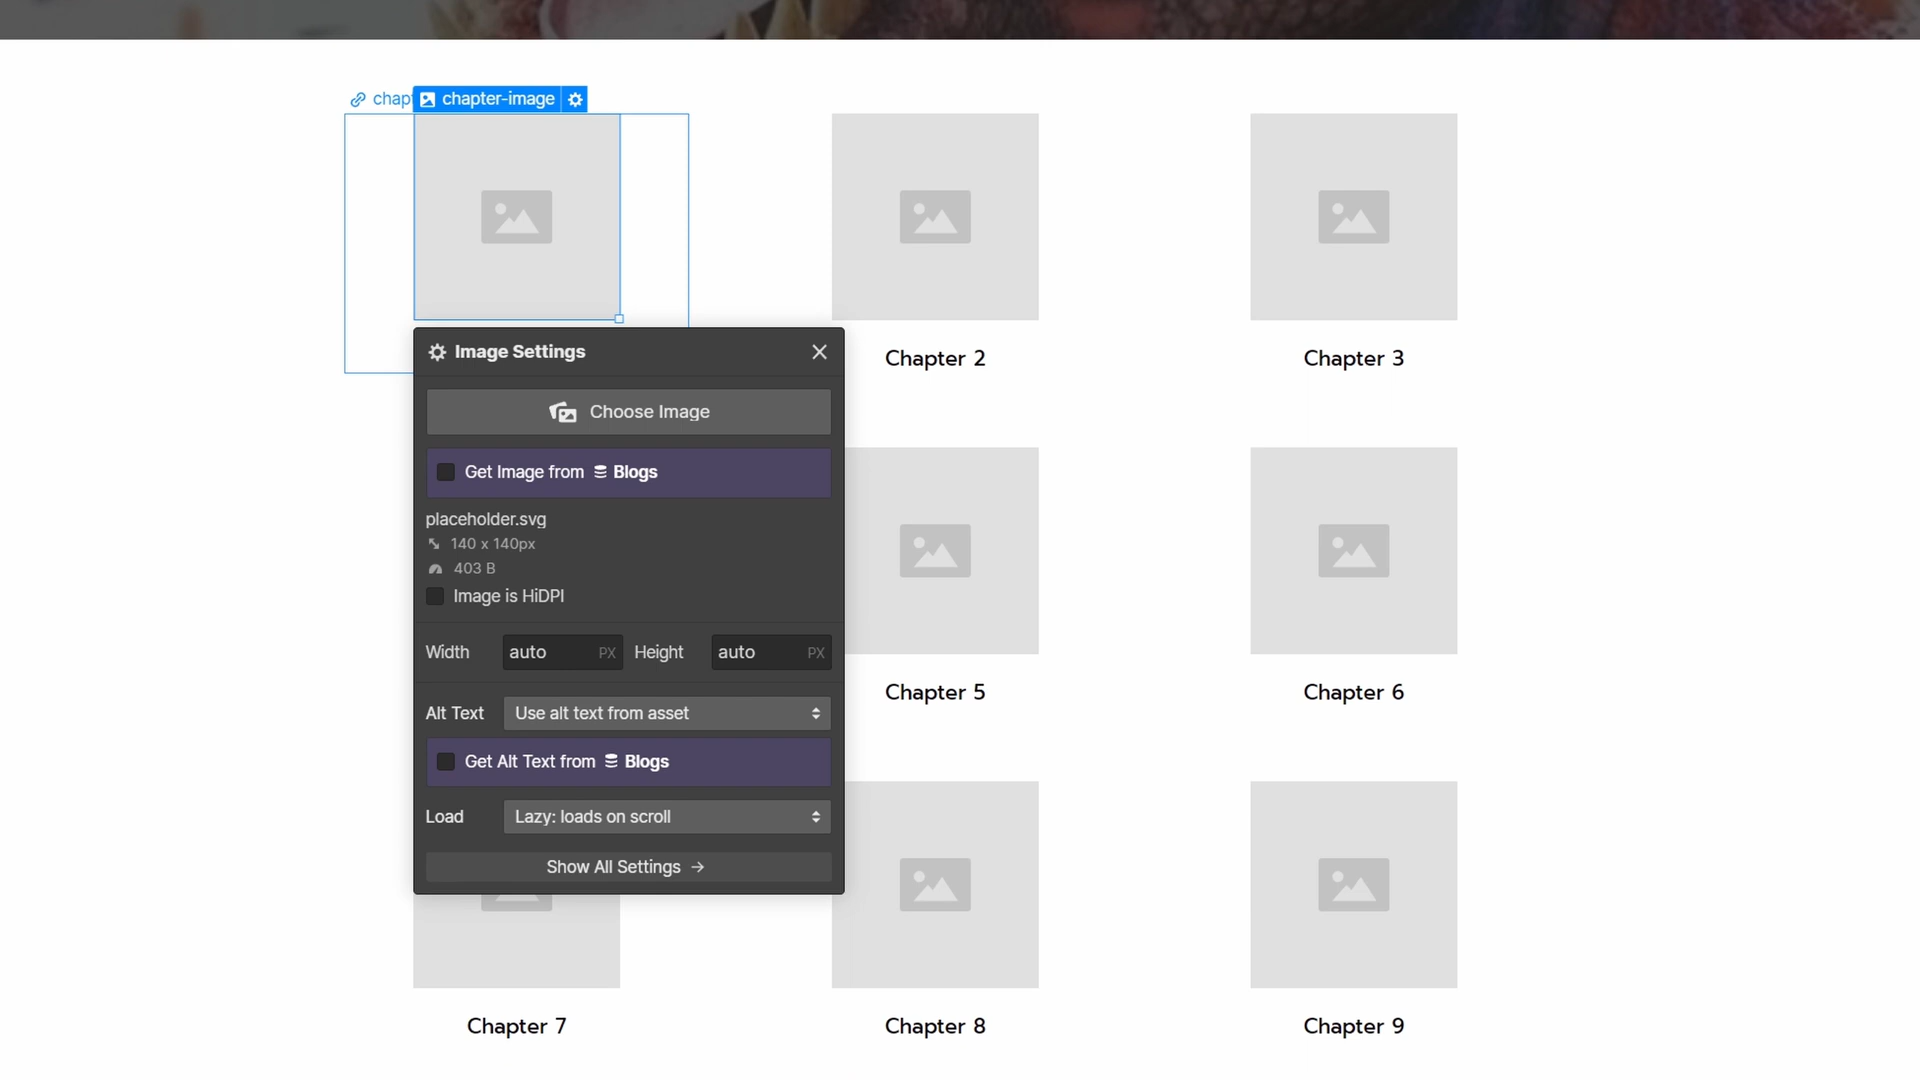 chapt
chapter-image
Image Settings
Choose Image
Get Image from Blogs
placeholder.svg
140 x 140px
403 B
Image is HiDPI
Width auto PX Height auto PX
Alt Text Use alt text from asset
Get Alt Text from Blogs
Load Lazy: loads on scroll
Show All Settings →
Chapter 2
Chapter 3
Chapter 5
Chapter 6
Chapter 7
Chapter 8
Chapter 9